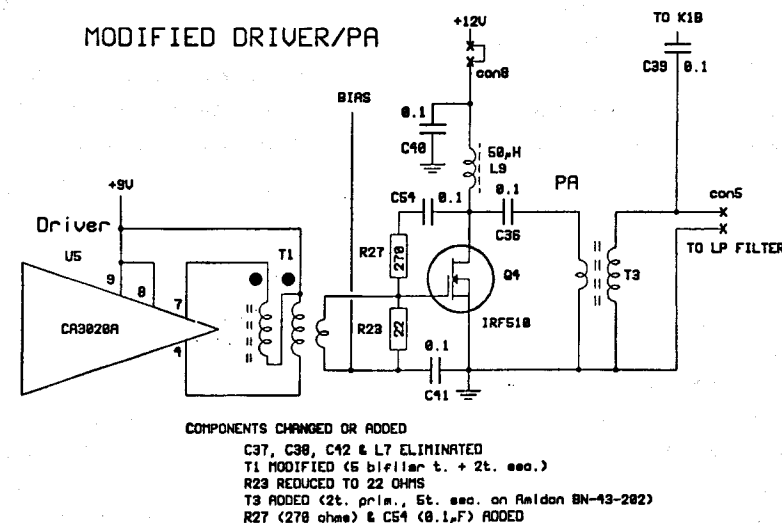 MODIFIED DRIVER/PA
+12V
con8
TO K1B
C39 0.1
BIAS
0.1
C40
50µH
L9
PA
+9V
Driver
U5
9
8
7
4
CA3020A
T1
C54 0.1
0.1
C36
R27
270
Q4
IRF510
R23
22
0.1
C41
T3
con5
TO LP FILTER
COMPONENTS CHANGED OR ADDED
C37, C38, C42 & L7 ELIMINATED
T1 MODIFIED (5 bifilar t. + 2t. sec.)
R23 REDUCED TO 22 OHMS
T3 ADDED (2t. prim., 5t. sec. on Amidon BN-43-202)
R27 (270 ohms) & C54 (0.1µF) ADDED